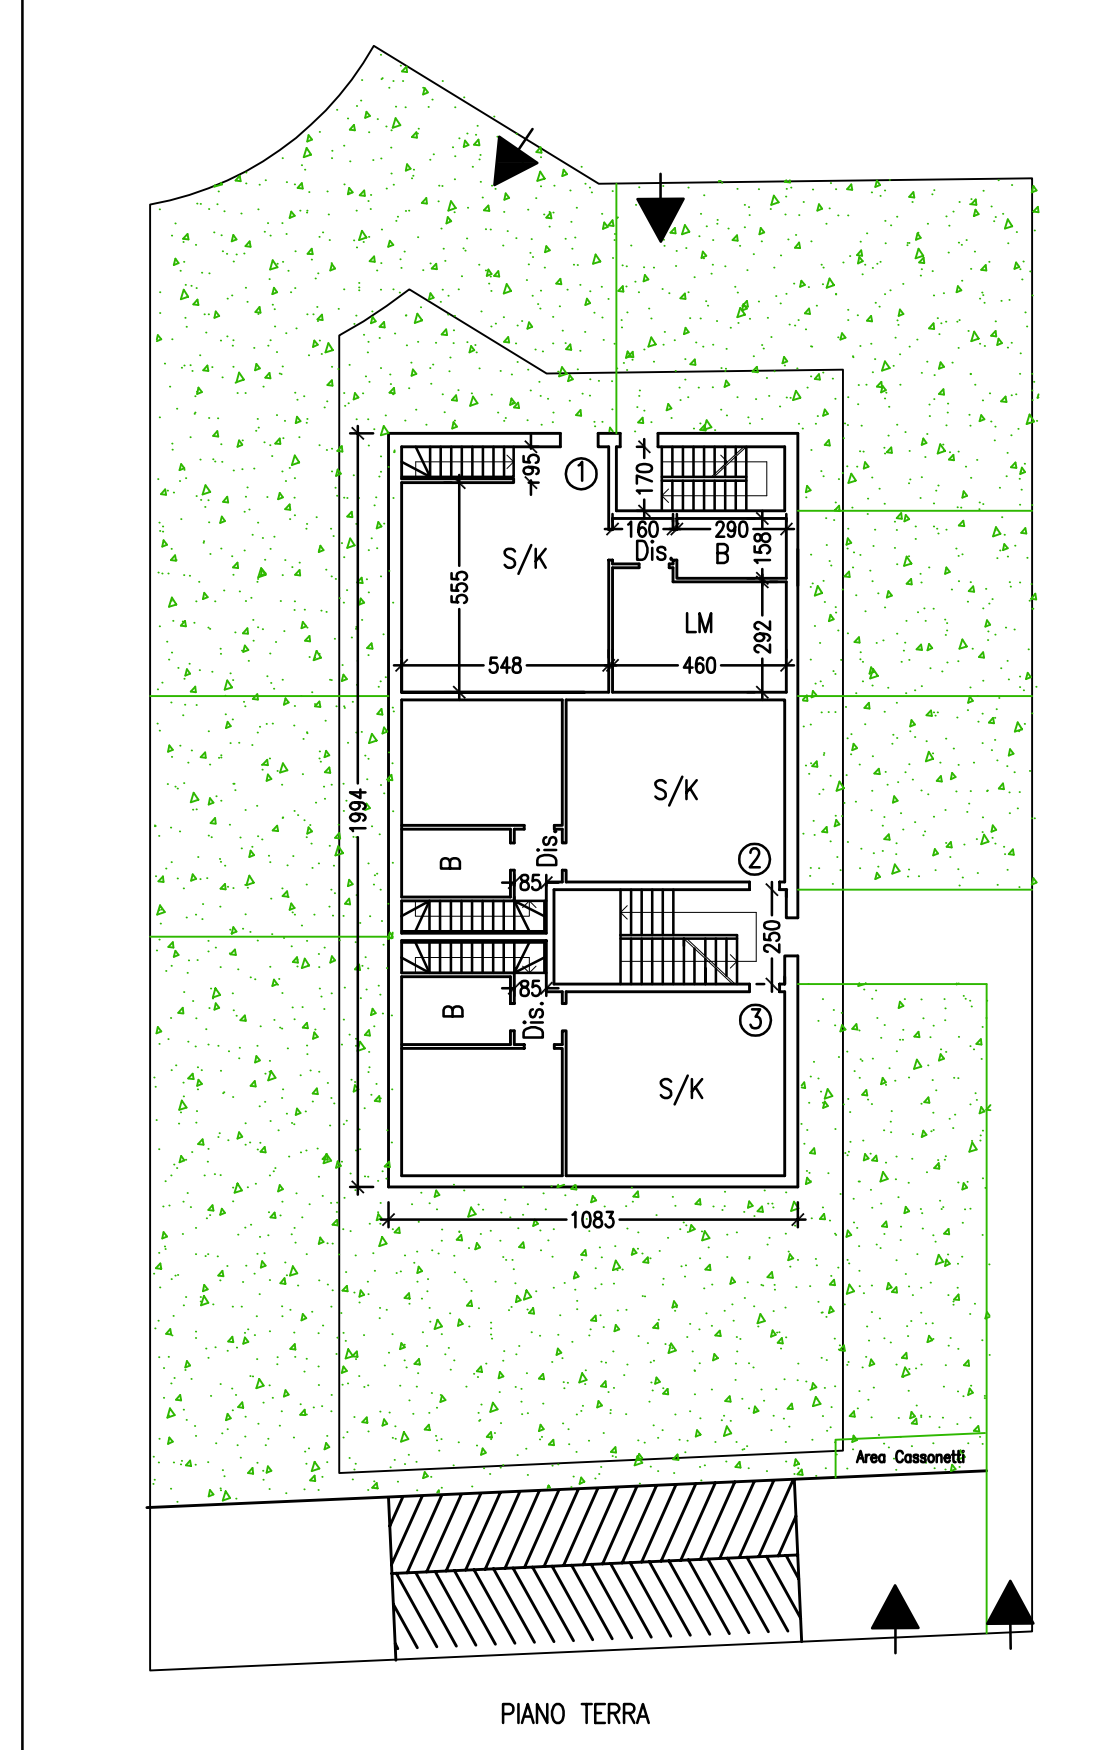 95
1
170
160
290
Dis.
B
158
S/K
555
LM
292
548
460
S/K
1994
Dis.
B
2
85
250
85
B
Dis.
3
S/K
1083
Area Cassonetti
PIANO TERRA